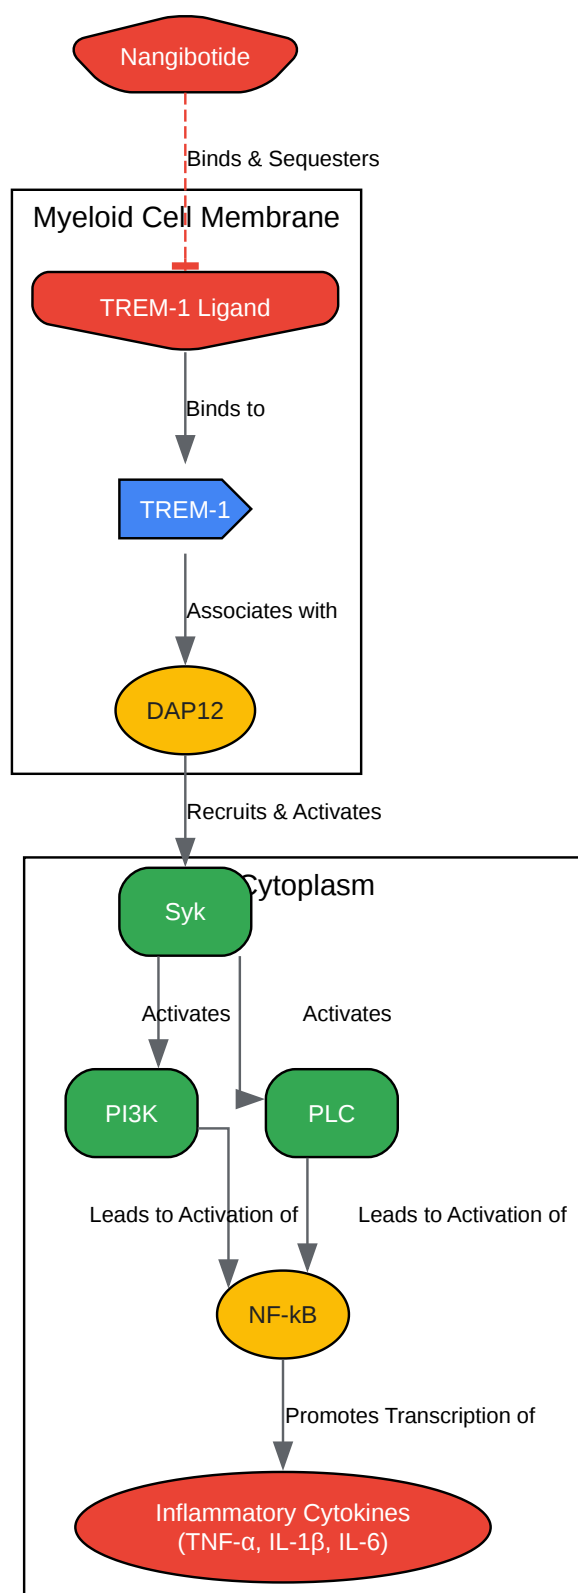 Nangibotide
Binds & Sequesters
Myeloid Cell Membrane
TREM-1 Ligand
Binds to
TREM-1
Associates with
DAP12
Recruits & Activates
Cytoplasm
Syk
Activates
Activates
PI3K
PLC
Leads to Activation of
Leads to Activation of
NF-kB
Promotes Transcription of
Inflammatory Cytokines
(TNF-α, IL-1β, IL-6)